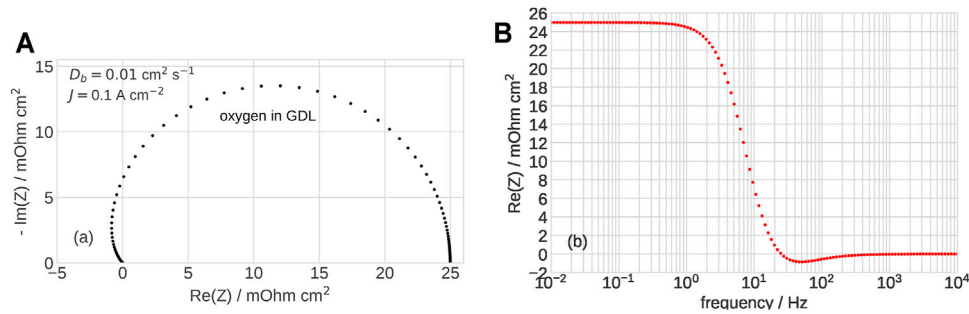 A
D_b = 0.01 cm² s⁻¹
J = 0.1 A cm⁻²
oxygen in GDL
(a)
- Im(Z) / mOhm cm²
15
10
5
0
−5 0 5 10 15 20 25
Re(Z) / mOhm cm²
B
Re(Z) / mOhm cm²
26
24
22
20
18
16
14
12
10
8
6
4
2
0
−2
(b)
10⁻² 10⁻¹ 10⁰ 10¹ 10² 10³ 10⁴
frequency / Hz